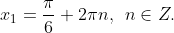 x₁ = π/6 + 2πn, n ∈ Z.